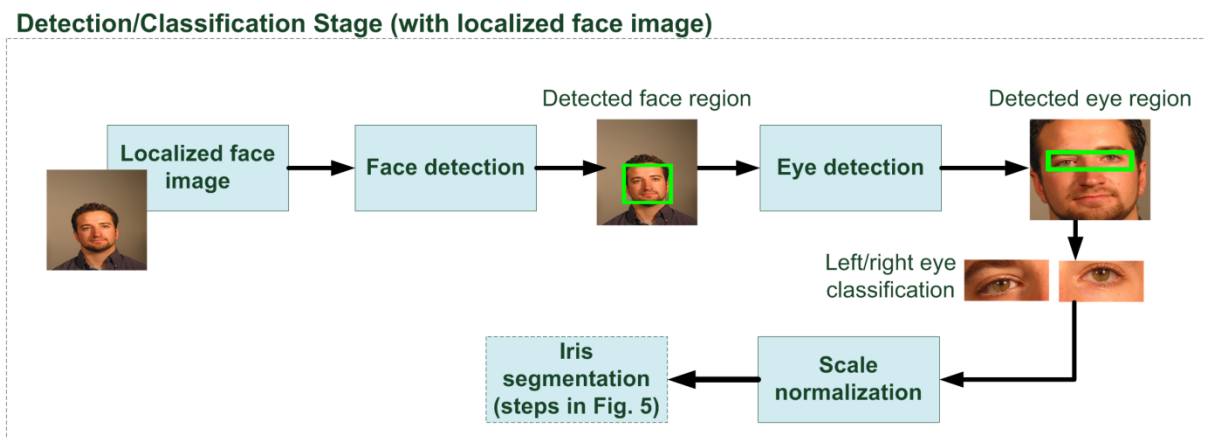 Detection/Classification Stage (with localized face image)
Detected face region
Detected eye region
Localized face
image
Face detection
Eye detection
Left/right eye
classification
Iris
segmentation
(steps in Fig. 5)
Scale
normalization